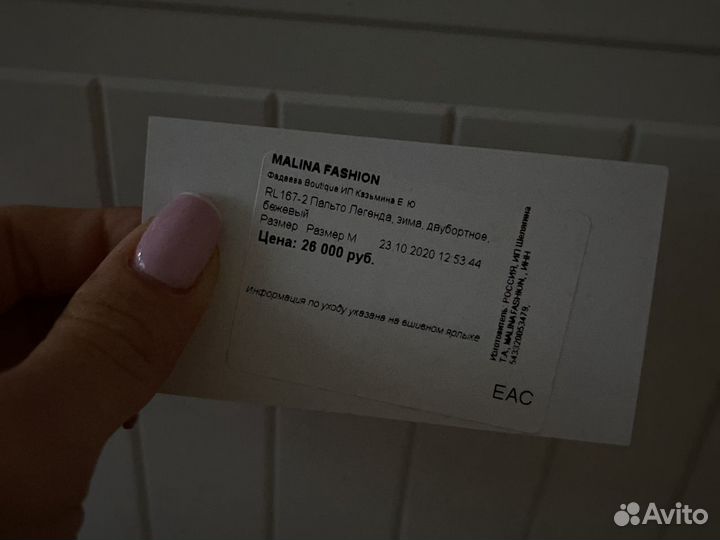 MALINA FASHION
Фадеева Boutique ИП Казьмина Е Ю
RL167-2 Пальто Легенда, зима, двубортное,
бежевый
Размер Размер М 23 10 2020 12 53 44
Цена: 26 000 руб.
Информация по уходу указана на вшивном ярлыке
Изготовитель РОССИЯ, ИП Шеломина
Т.А., MALINA FASHION, , ИНН
543320053479,
EAC
Avito